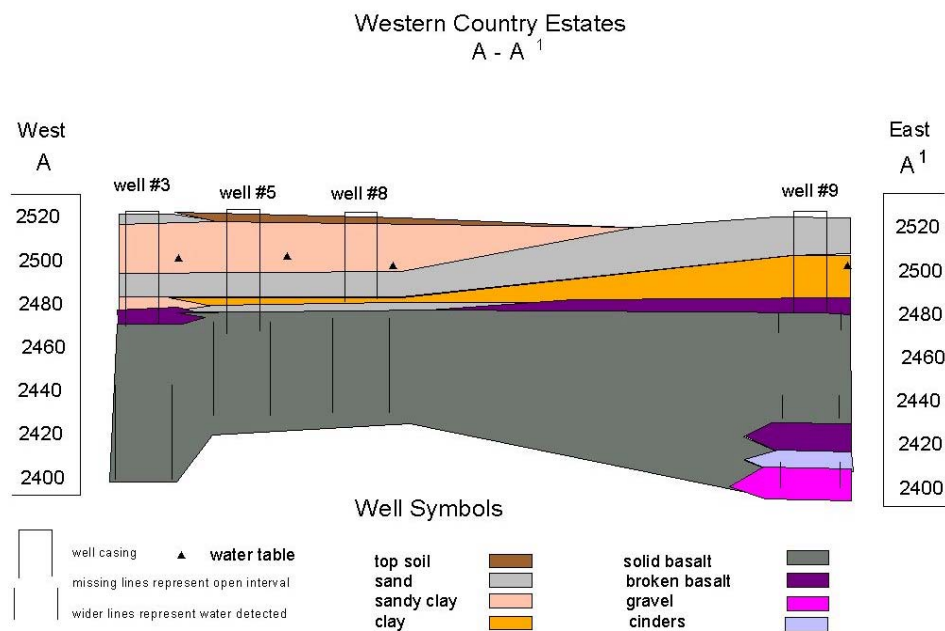 Western Country Estates
A - A 1
West
A
East
A 1
well #3
well #5
well #8
well #9
2520
2500
2480
2460
2440
2420
2400
2520
2500
2480
2460
2440
2420
2400
Well Symbols
well casing
water table
missing lines represent open interval
wider lines represent water detected
top soil
sand
sandy clay
clay
solid basalt
broken basalt
gravel
cinders